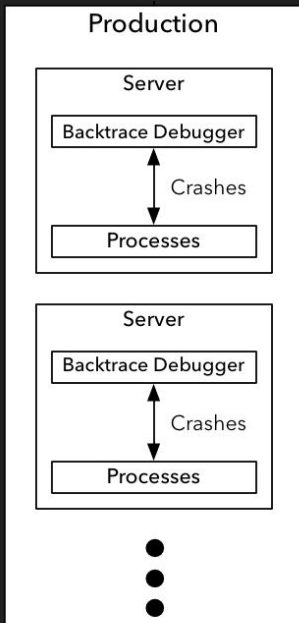 Production
Server
Backtrace Debugger
Crashes
Processes
Server
Backtrace Debugger
Crashes
Processes